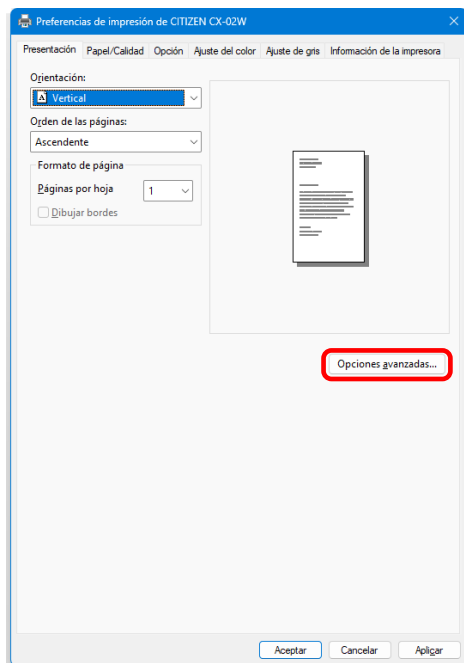 Preferencias de impresión de CITIZEN CX-02W
Presentación Papel/Calidad Opción Ajuste del color Ajuste de gris Información de la impresora
Orientación:
Vertical
Orden de las páginas:
Ascendente
Formato de página
Páginas por hoja 1
Dibujar bordes
Opciones avanzadas...
Aceptar Cancelar Aplicar